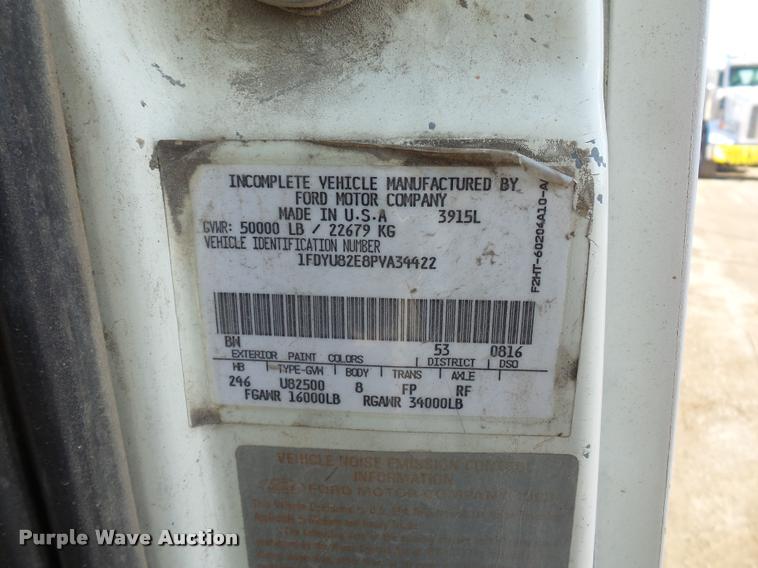 INCOMPLETE VEHICLE MANUFACTURED BY
FORD MOTOR COMPANY
MADE IN U.S.A 3915L
GVWR: 50000 LB / 22679 KG
VEHICLE IDENTIFICATION NUMBER
1FDYU82E8PVA34422
BW 53 0816
EXTERIOR PAINT COLORS DISTRICT DSO
WB TYPE-GVW BODY TRANS AXLE
246 U82500 8 FP RF
FGAWR 16000LB RGAWR 34000LB
F2HT-60204A10-A
VEHICLE NOISE EMISSION CONTROL
INFORMATION
FORD MOTOR COMPANY
Purple Wave Auction